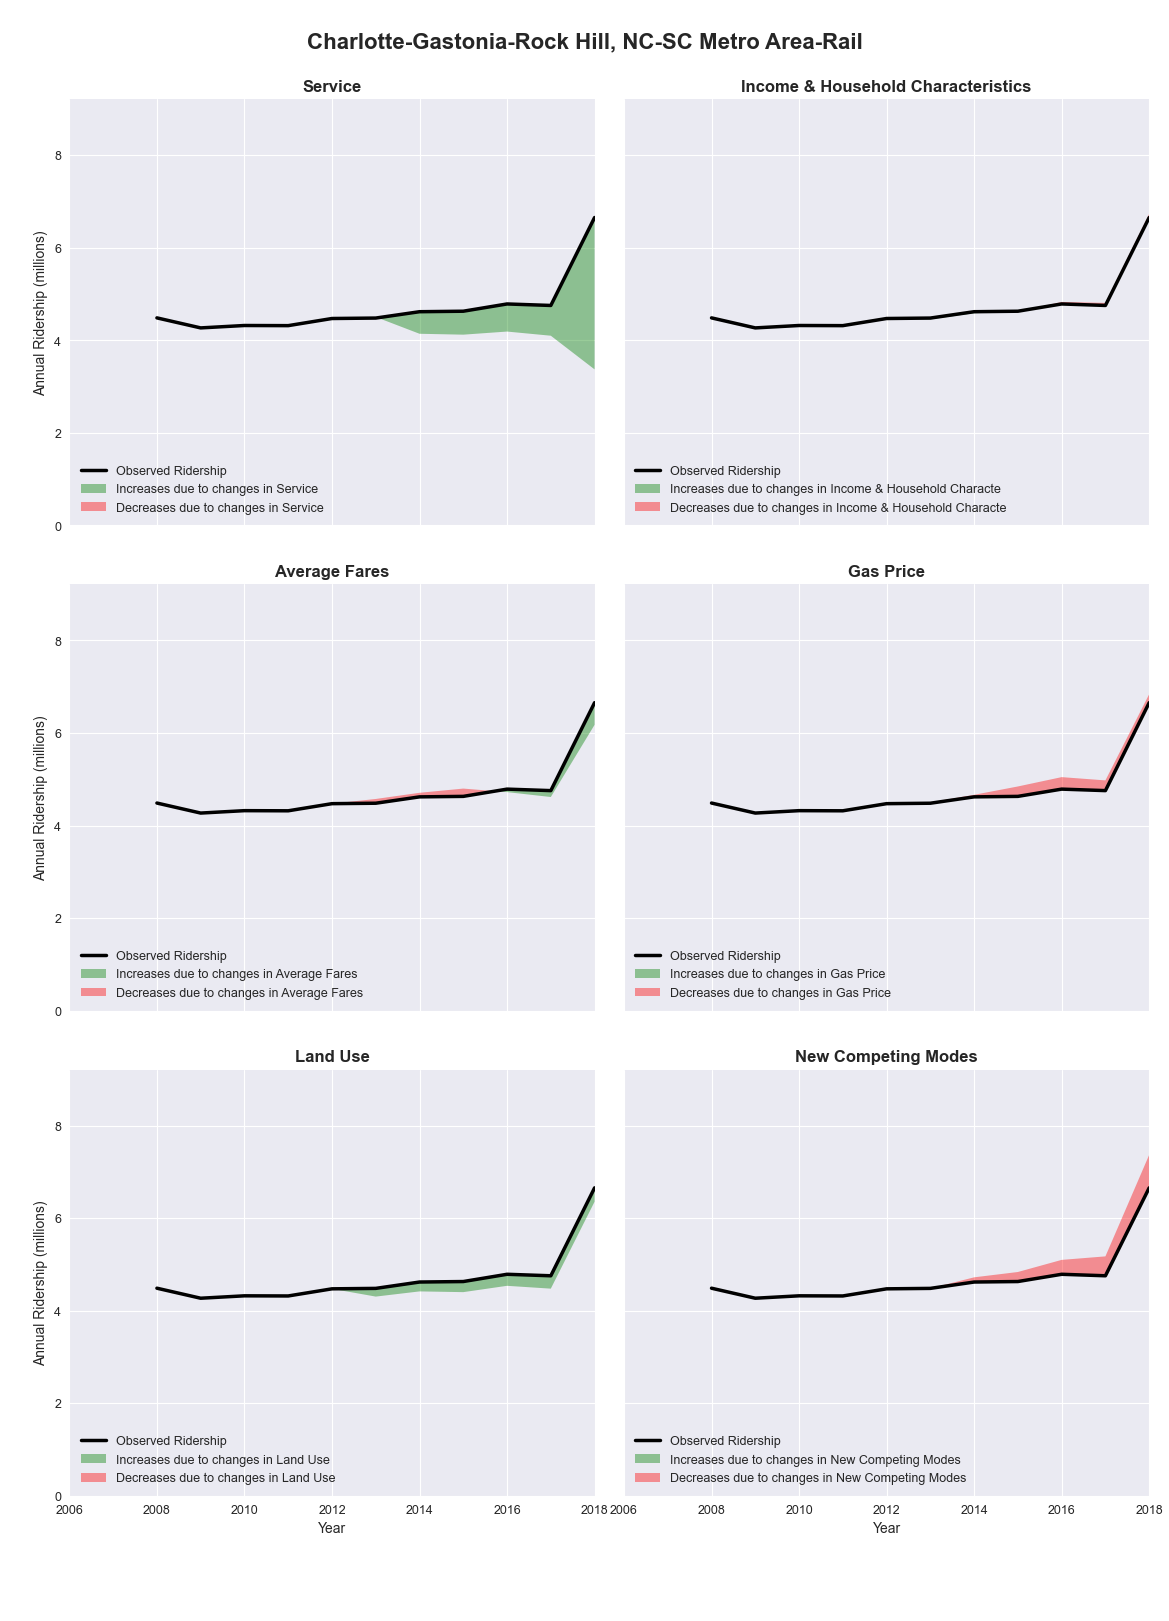 Charlotte-Gastonia-Rock Hill, NC-SC Metro Area-Rail
Service
8
6
4
2
0
Annual Ridership (millions)
Observed Ridership
Increases due to changes in Service
Decreases due to changes in Service
Income & Household Characteristics
Observed Ridership
Increases due to changes in Income & Household Characte
Decreases due to changes in Income & Household Characte
Average Fares
8
6
4
2
0
Annual Ridership (millions)
Observed Ridership
Increases due to changes in Average Fares
Decreases due to changes in Average Fares
Gas Price
Observed Ridership
Increases due to changes in Gas Price
Decreases due to changes in Gas Price
Land Use
8
6
4
2
0
Annual Ridership (millions)
Observed Ridership
Increases due to changes in Land Use
Decreases due to changes in Land Use
2006 2008 2010 2012 2014 2016 2018
Year
New Competing Modes
Observed Ridership
Increases due to changes in New Competing Modes
Decreases due to changes in New Competing Modes
2006 2008 2010 2012 2014 2016 2018
Year